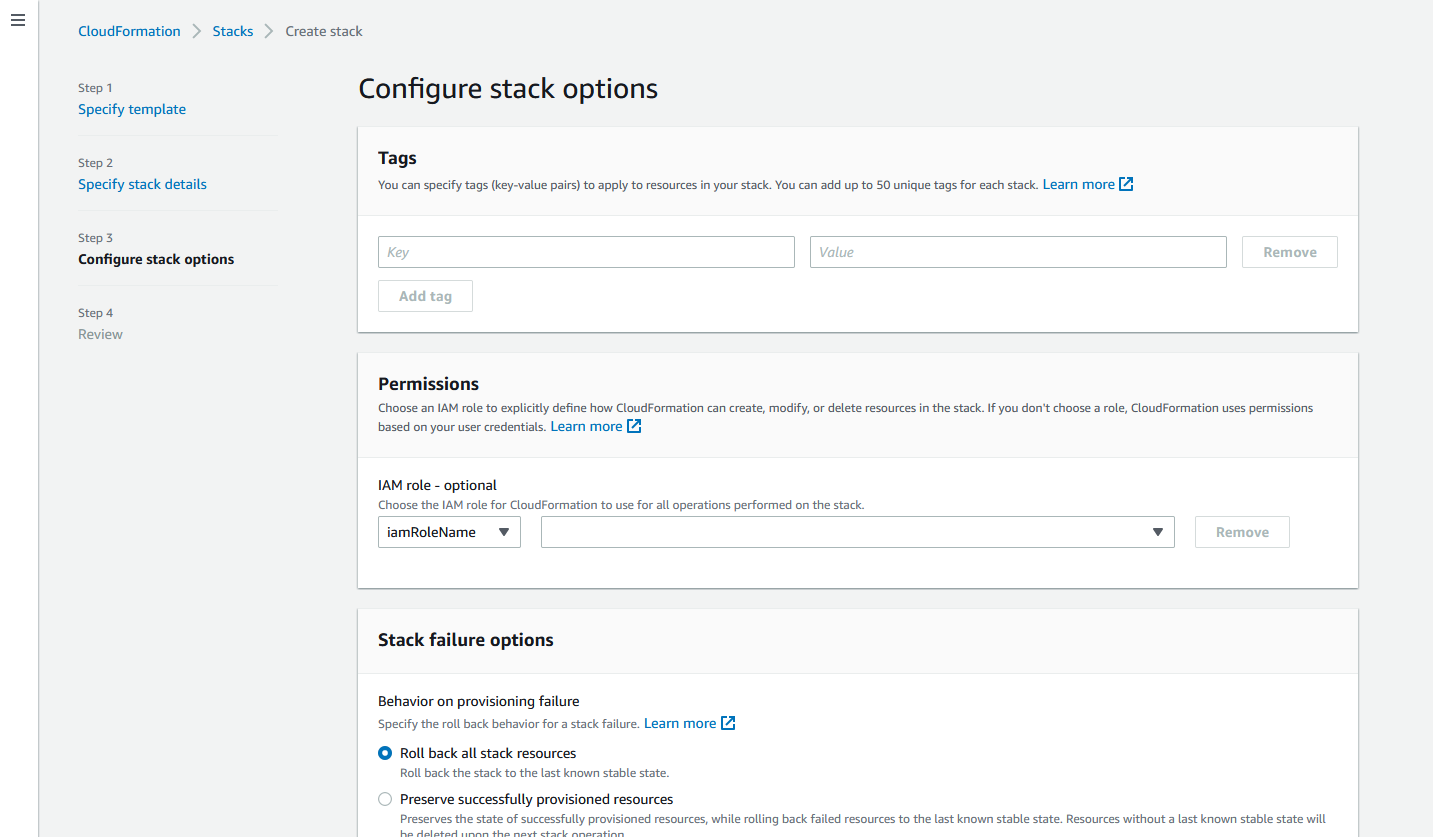 CloudFormation > Stacks > Create stack
Step 1
Specify template
Step 2
Specify stack details
Step 3
Configure stack options
Step 4
Review
Configure stack options
Tags
You can specify tags (key-value pairs) to apply to resources in your stack. You can add up to 50 unique tags for each stack. Learn more
Key Value Remove
Add tag
Permissions
Choose an IAM role to explicitly define how CloudFormation can create, modify, or delete resources in the stack. If you don't choose a role, CloudFormation uses permissions
based on your user credentials. Learn more
IAM role - optional
Choose the IAM role for CloudFormation to use for all operations performed on the stack.
iamRoleName Remove
Stack failure options
Behavior on provisioning failure
Specify the roll back behavior for a stack failure. Learn more
Roll back all stack resources
Roll back the stack to the last known stable state.
Preserve successfully provisioned resources
Preserves the state of successfully provisioned resources, while rolling back failed resources to the last known stable state. Resources without a last known stable state will
be deleted upon the next stack operation.